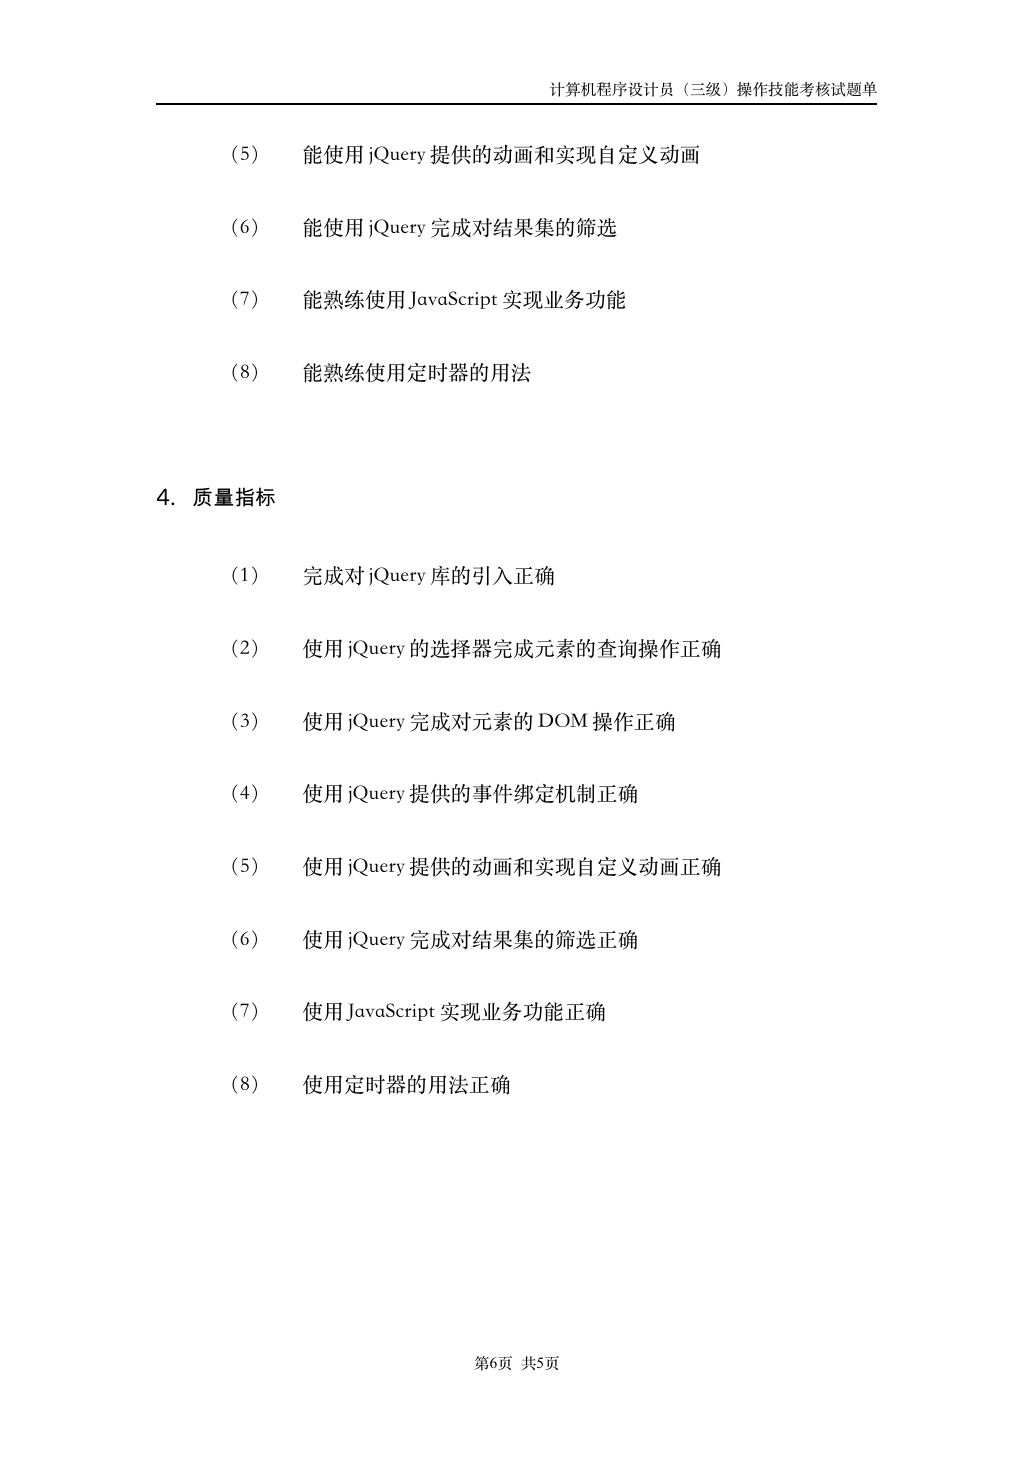 计算机程序设计员（三级）操作技能考核试题单
（5） 能使用 jQuery 提供的动画和实现自定义动画
（6） 能使用 jQuery 完成对结果集的筛选
（7） 能熟练使用 JavaScript 实现业务功能
（8） 能熟练使用定时器的用法
4. 质量指标
（1） 完成对 jQuery 库的引入正确
（2） 使用 jQuery 的选择器完成元素的查询操作正确
（3） 使用 jQuery 完成对元素的 DOM 操作正确
（4） 使用 jQuery 提供的事件绑定机制正确
（5） 使用 jQuery 提供的动画和实现自定义动画正确
（6） 使用 jQuery 完成对结果集的筛选正确
（7） 使用 JavaScript 实现业务功能正确
（8） 使用定时器的用法正确
第6页 共5页